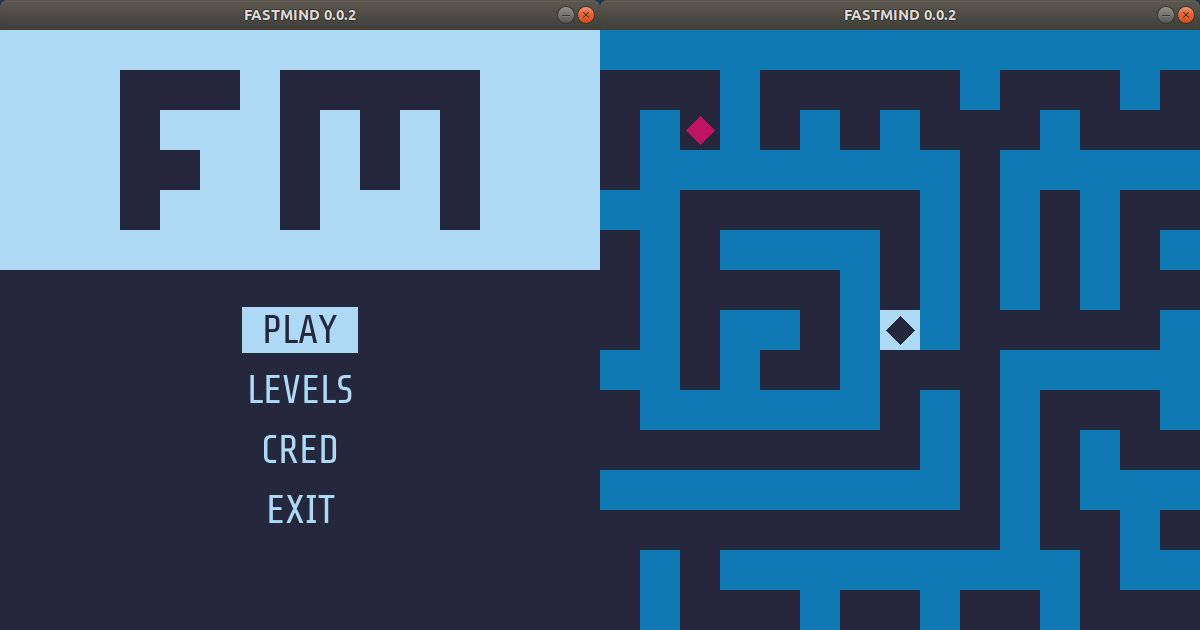 FASTMIND 0.0.2
FM
PLAY
LEVELS
CRED
EXIT
FASTMIND 0.0.2